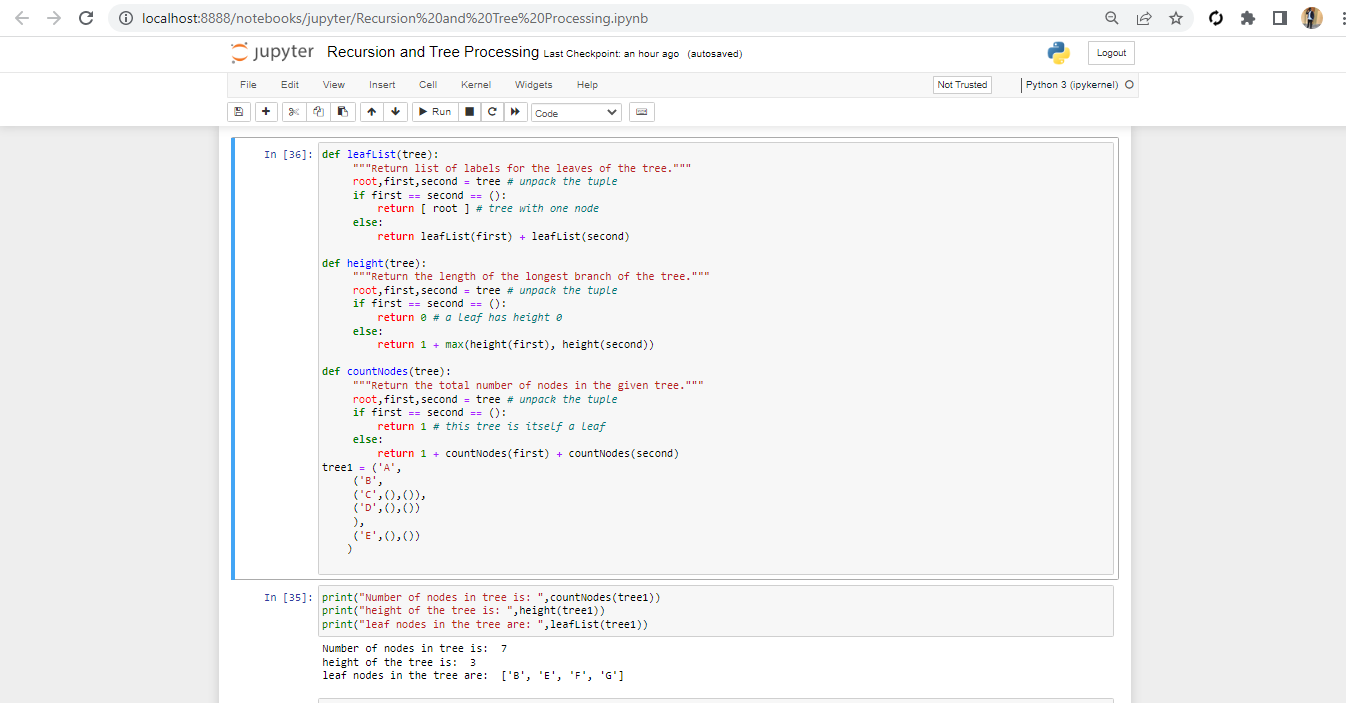 localhost:8888/notebooks/jupyter/Recursion%20and%20Tree%20Processing.ipynb
jupyter Recursion and Tree Processing Last Checkpoint: an hour ago (autosaved)
Logout
File Edit View Insert Cell Kernel Widgets Help
Not Trusted
Python 3 (ipykernel)
Run
Code
In [36]: def leafList(tree):
"""Return list of labels for the leaves of the tree."""
root,first,second = tree # unpack the tuple
if first == second == ():
return [ root ] # tree with one node
else:
return leafList(first) + leafList(second)
def height(tree):
"""Return the length of the longest branch of the tree."""
root,first,second = tree # unpack the tuple
if first == second == ():
return 0 # a leaf has height 0
else:
return 1 + max(height(first), height(second))
def countNodes(tree):
"""Return the total number of nodes in the given tree."""
root,first,second = tree # unpack the tuple
if first == second == ():
return 1 # this tree is itself a leaf
else:
return 1 + countNodes(first) + countNodes(second)
tree1 = ('A',
('B',
('C',(),()),
('D',(),())
),
('E',(),())
)
In [35]: print("Number of nodes in tree is: ",countNodes(tree1))
print("height of the tree is: ",height(tree1))
print("leaf nodes in the tree are: ",leafList(tree1))
Number of nodes in tree is:  7
height of the tree is:  3
leaf nodes in the tree are:  ['B', 'E', 'F', 'G']